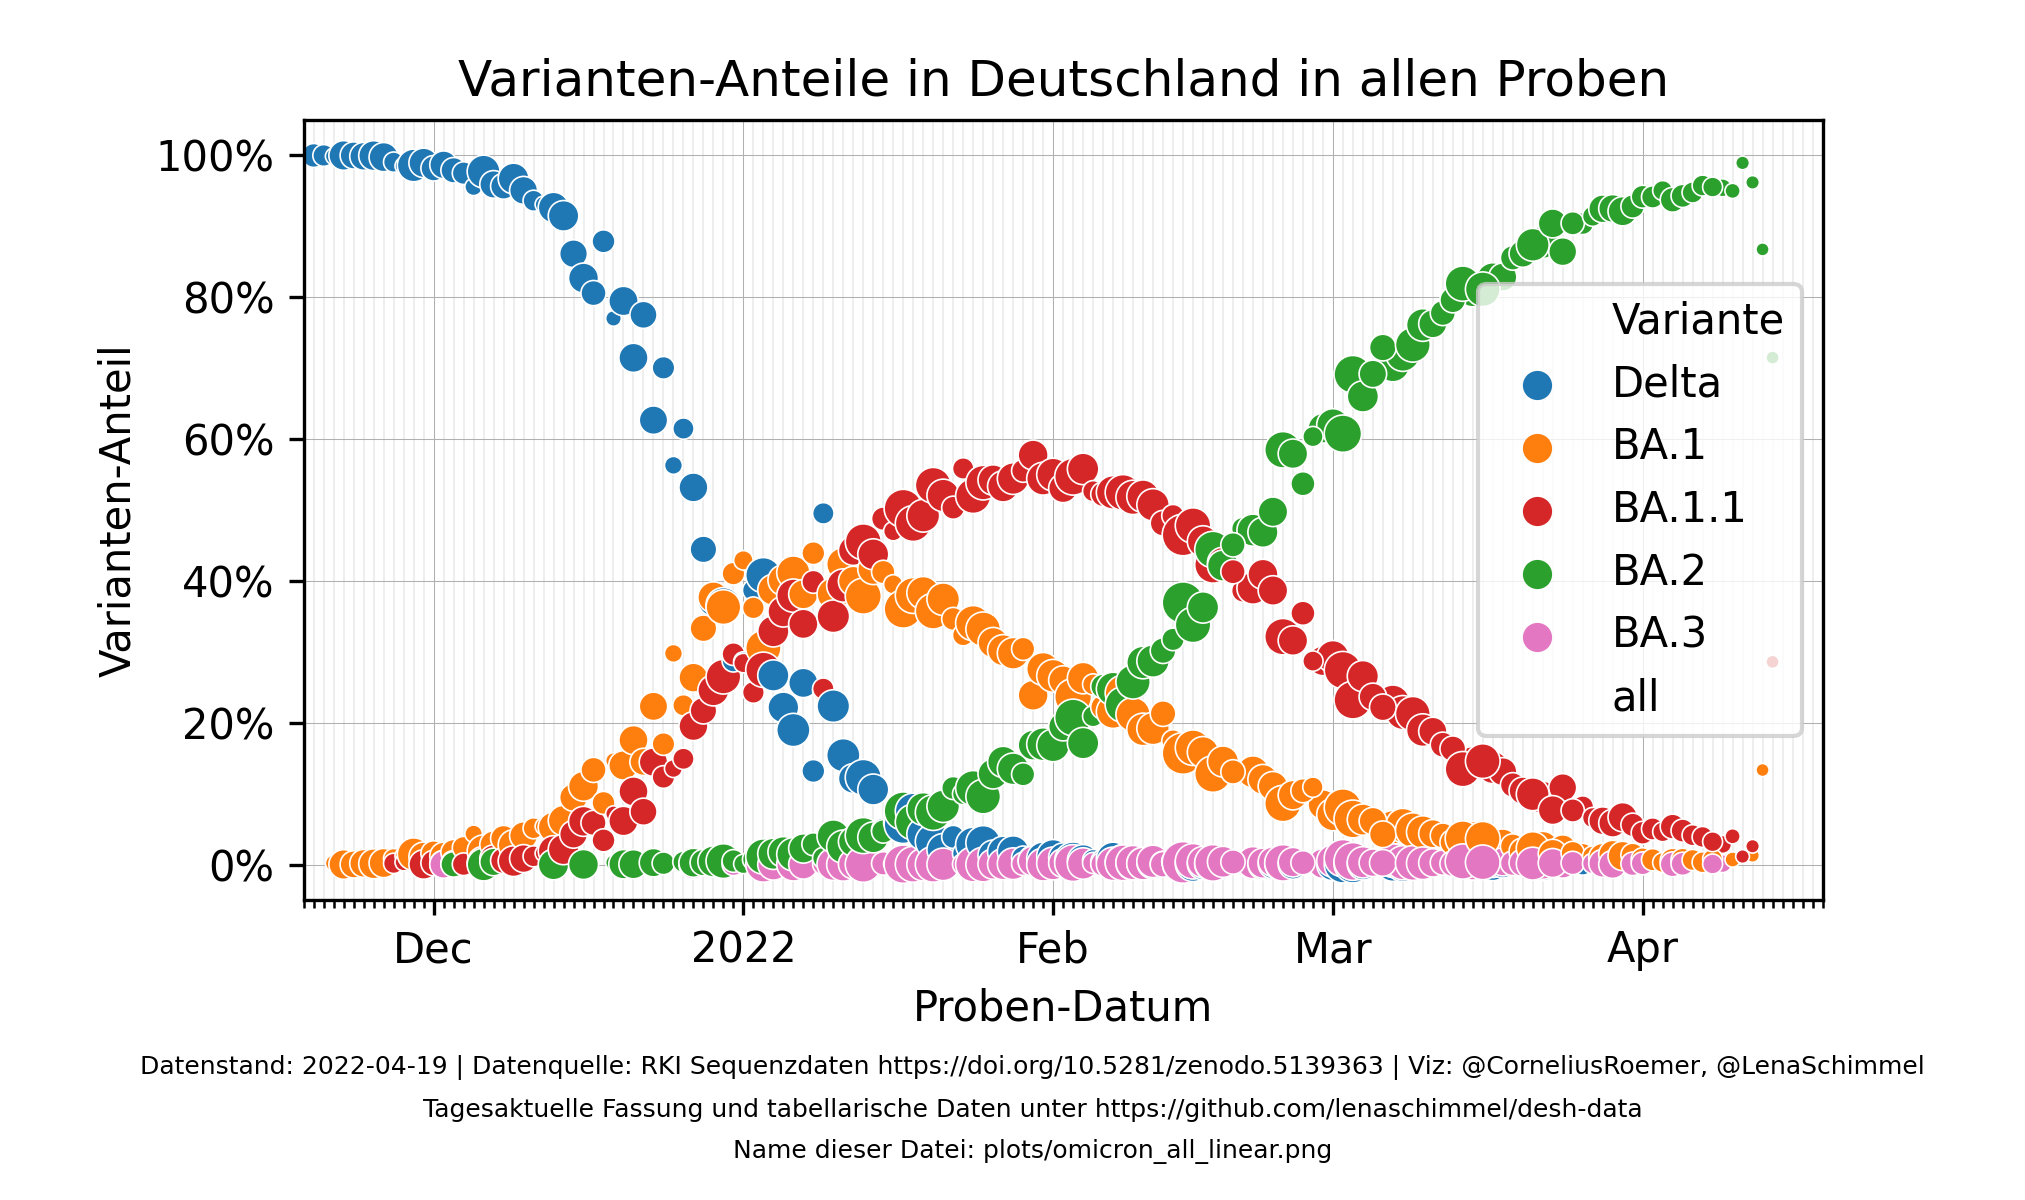 Varianten-Anteile in Deutschland in allen Proben
100%
80%
60%
40%
20%
0%
Varianten-Anteil
Variante
Delta
BA.1
BA.1.1
BA.2
BA.3
all
Dec
2022
Feb
Mar
Apr
Proben-Datum
Datenstand: 2022-04-19 | Datenquelle: RKI Sequenzdaten https://doi.org/10.5281/zenodo.5139363 | Viz: @CorneliusRoemer, @LenaSchimmel
Tagesaktuelle Fassung und tabellarische Daten unter https://github.com/lenaschimmel/desh-data
Name dieser Datei: plots/omicron_all_linear.png